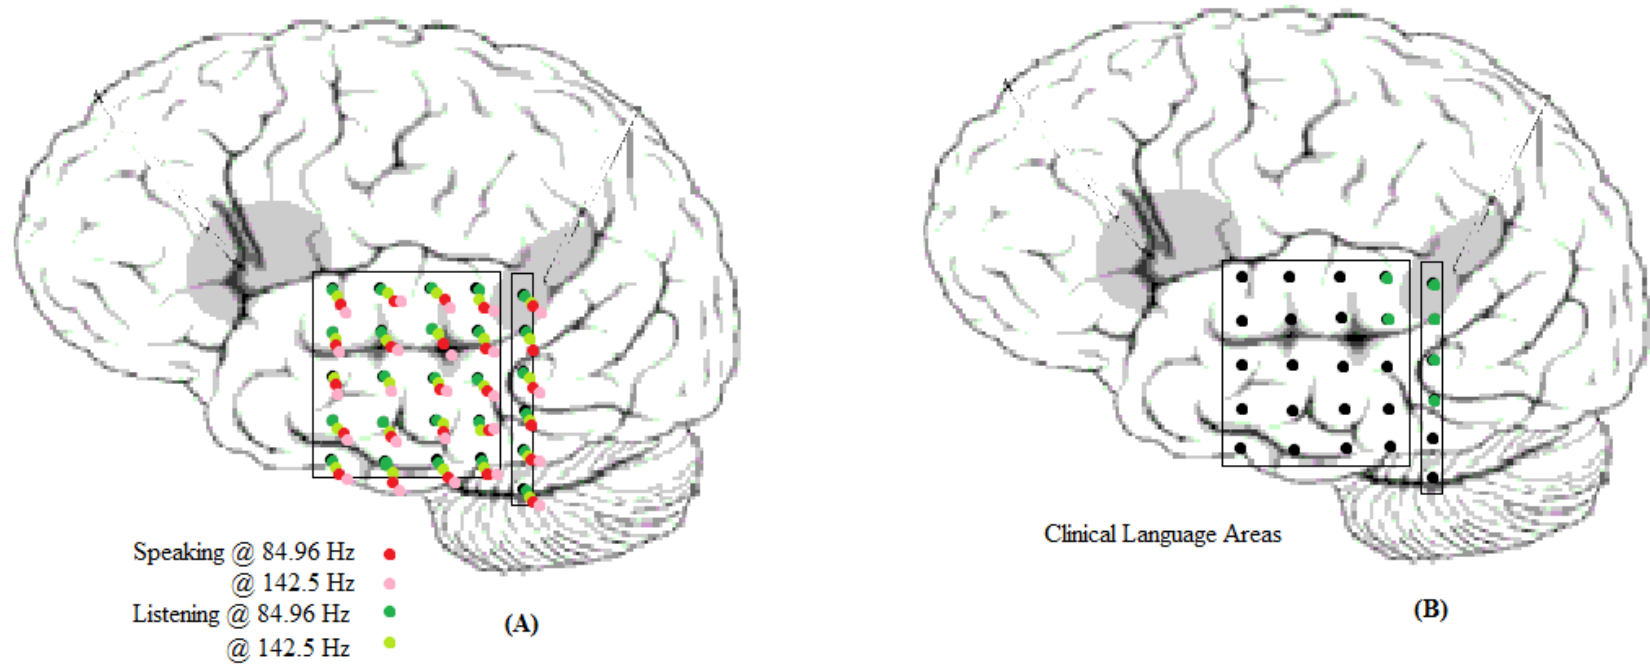 Speaking @ 84.96 Hz
@ 142.5 Hz
Listening @ 84.96 Hz
@ 142.5 Hz
(A)
Clinical Language Areas
(B)